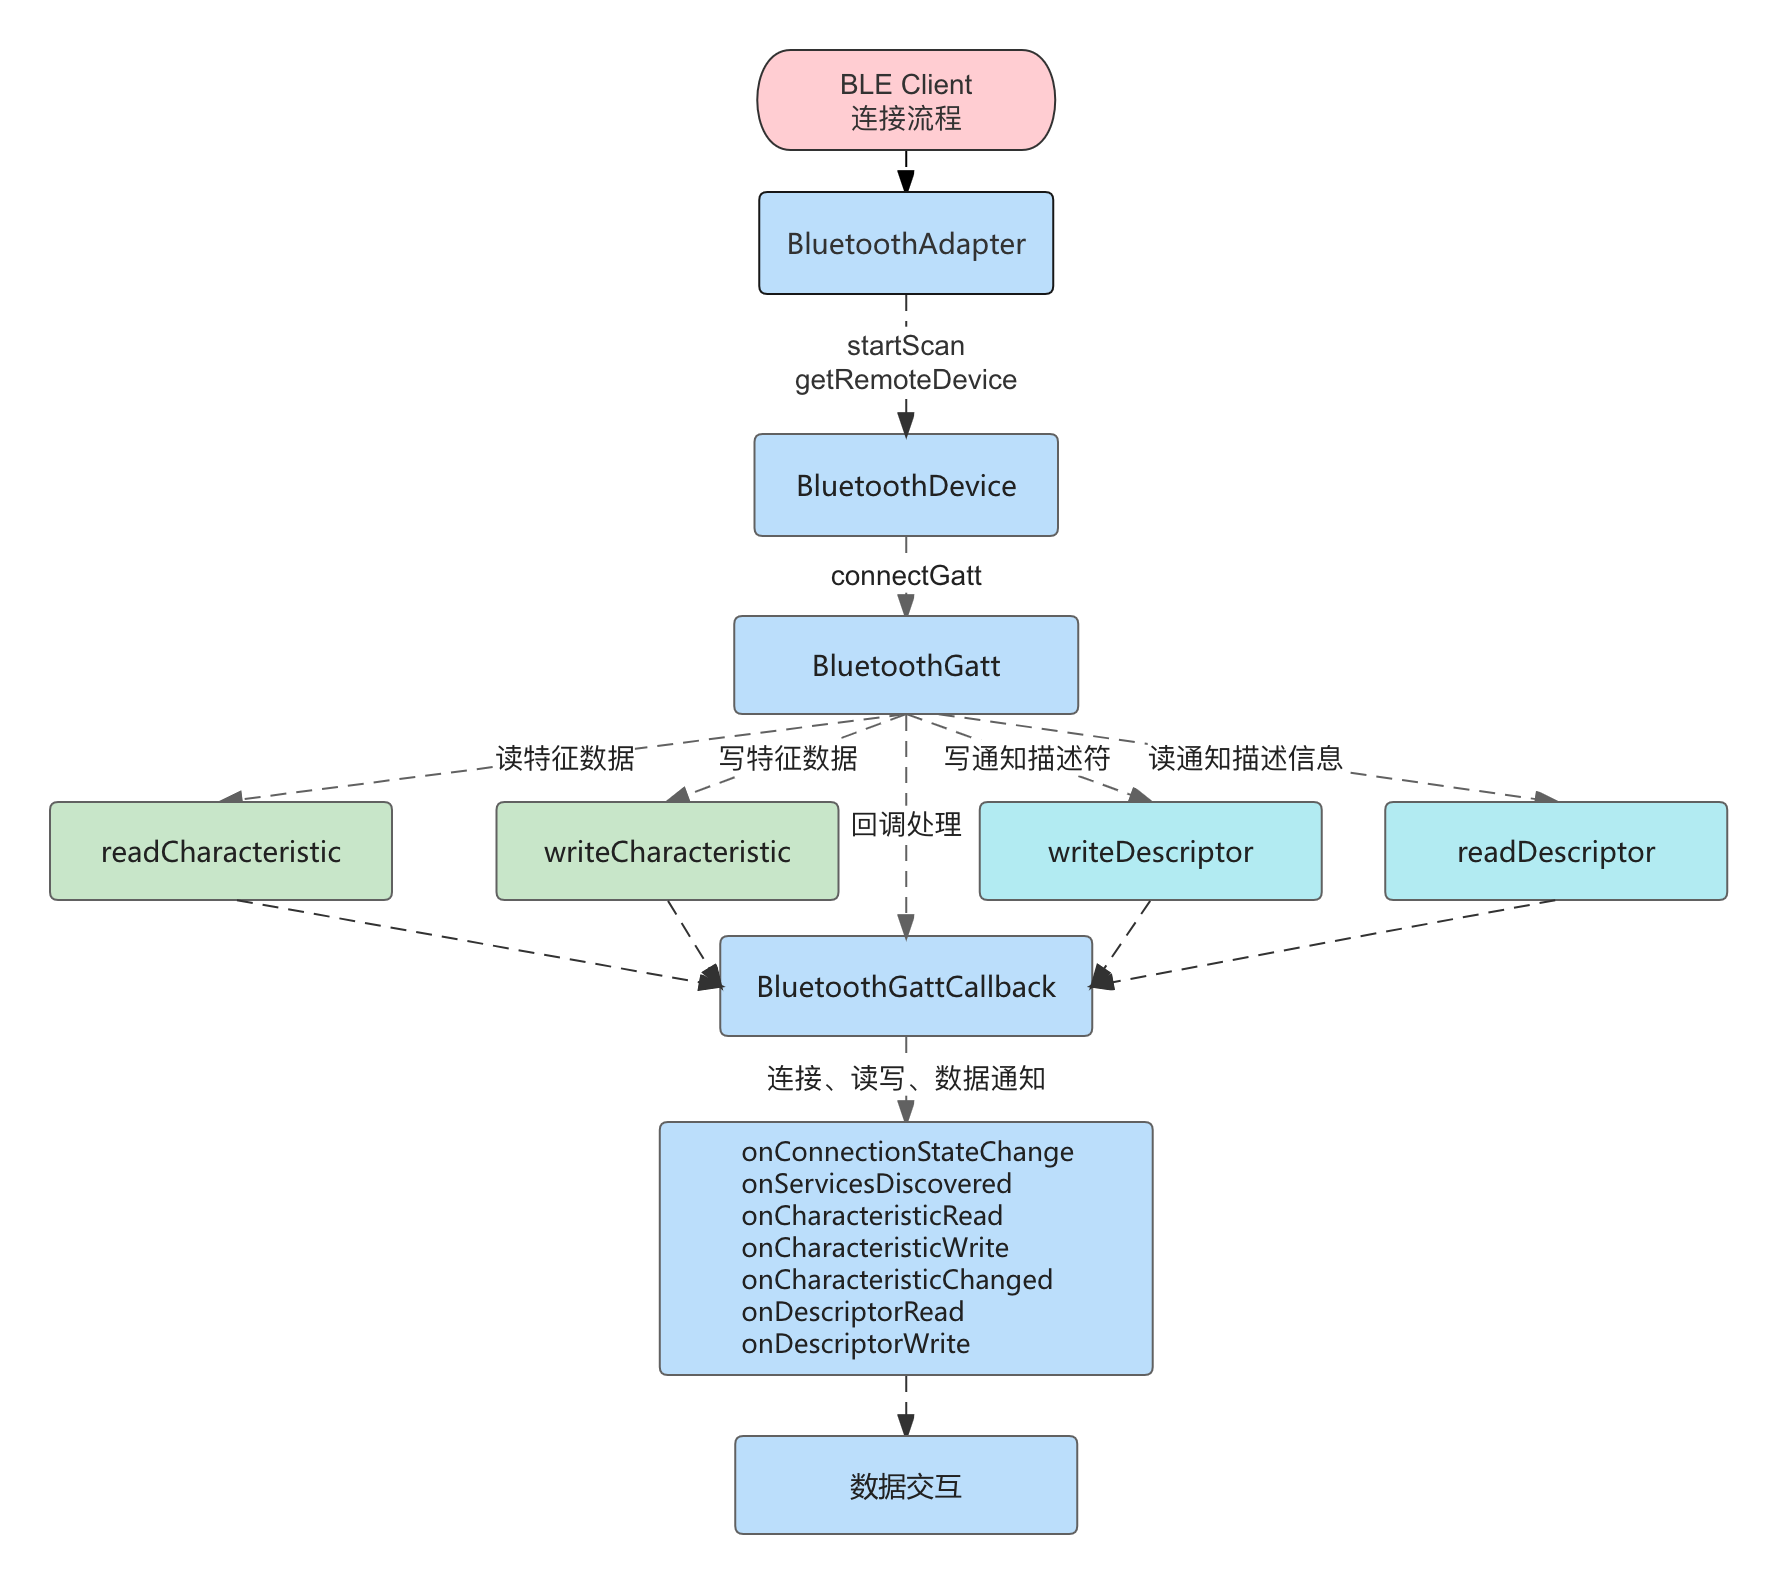 BLE Client
连接流程
BluetoothAdapter
startScan
getRemoteDevice
BluetoothDevice
connectGatt
BluetoothGatt
读特征数据
写特征数据
写通知描述符
读通知描述信息
回调处理
readCharacteristic
writeCharacteristic
writeDescriptor
readDescriptor
BluetoothGattCallback
连接、读写、数据通知
onConnectionStateChange
onServicesDiscovered
onCharacteristicRead
onCharacteristicWrite
onCharacteristicChanged
onDescriptorRead
onDescriptorWrite
数据交互